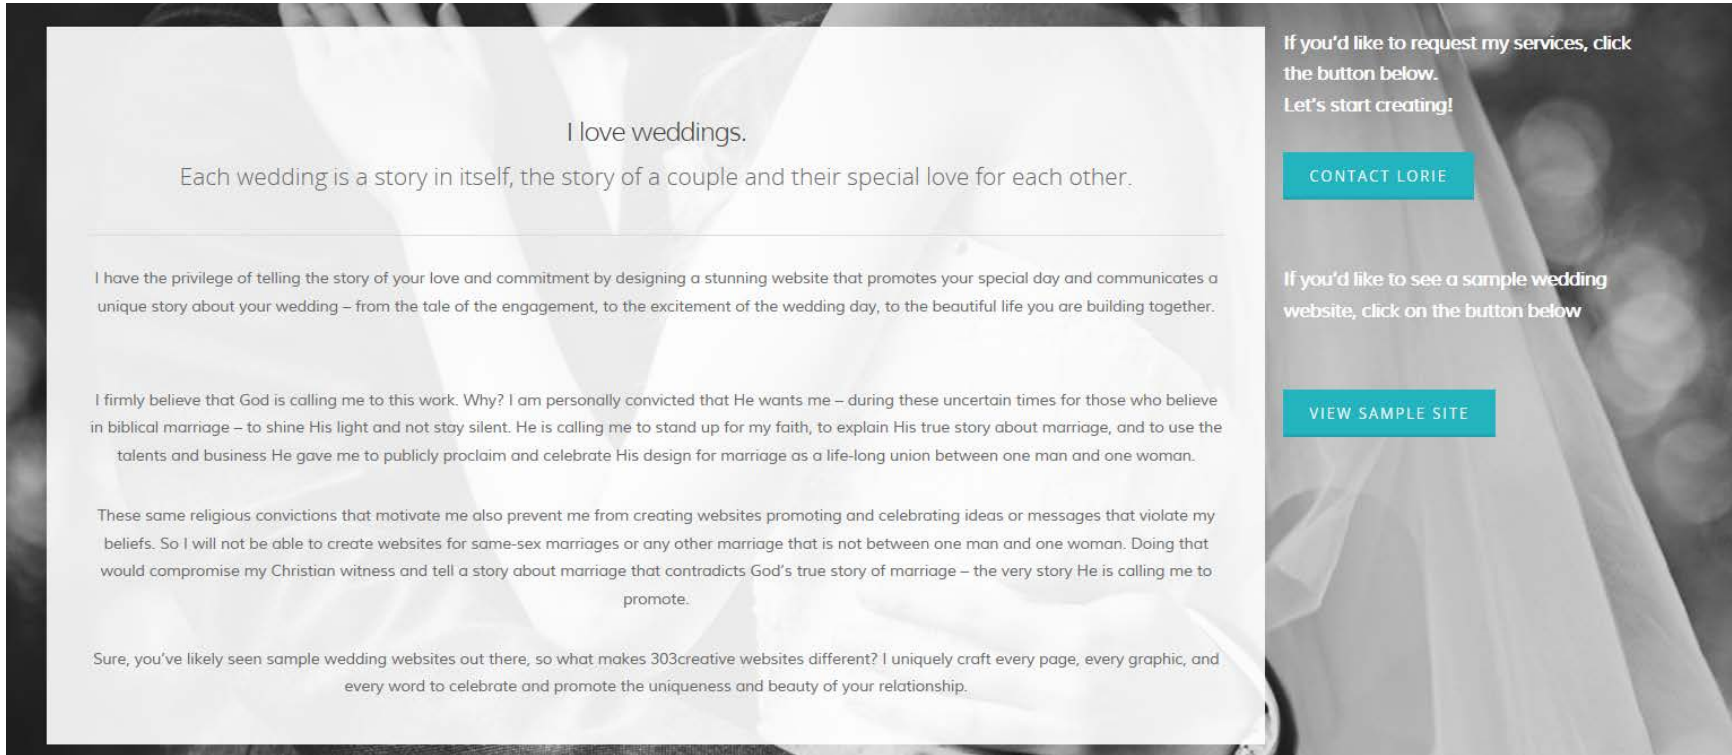 I love weddings.
Each wedding is a story in itself, the story of a couple and their special love for each other.
I have the privilege of telling the story of your love and commitment by designing a stunning website that promotes your special day and communicates a
unique story about your wedding – from the tale of the engagement, to the excitement of the wedding day, to the beautiful life you are building together.
I firmly believe that God is calling me to this work. Why? I am personally convicted that He wants me – during these uncertain times for those who believe
in biblical marriage – to shine His light and not stay silent. He is calling me to stand up for my faith, to explain His true story about marriage, and to use the
talents and business He gave me to publicly proclaim and celebrate His design for marriage as a life-long union between one man and one woman.
These same religious convictions that motivate me also prevent me from creating websites promoting and celebrating ideas or messages that violate my
beliefs. So I will not be able to create websites for same-sex marriages or any other marriage that is not between one man and one woman. Doing that
would compromise my Christian witness and tell a story about marriage that contradicts God's true story of marriage – the very story He is calling me to
promote.
Sure, you've likely seen sample wedding websites out there, so what makes 303creative websites different? I uniquely craft every page, every graphic, and
every word to celebrate and promote the uniqueness and beauty of your relationship.
If you'd like to request my services, click
the button below.
Let's start creating!
CONTACT LORIE
If you'd like to see a sample wedding
website, click on the button below
VIEW SAMPLE SITE